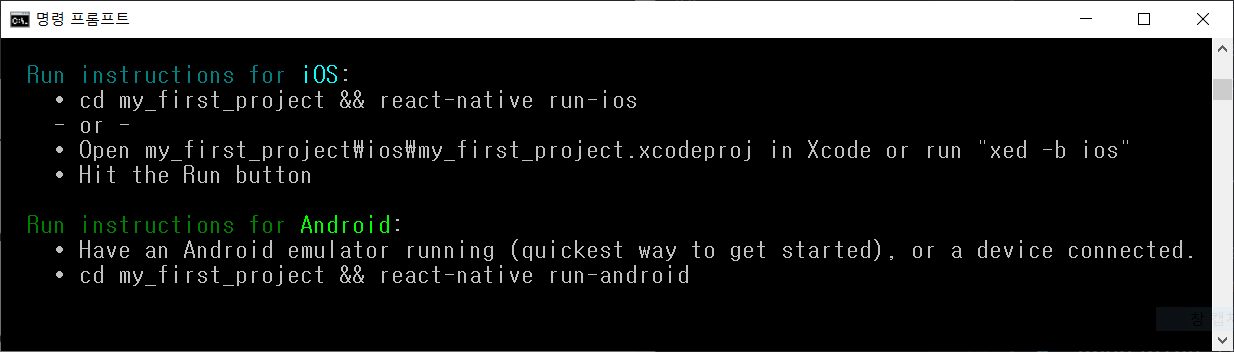 명령 프롬프트
Run instructions for iOS:
• cd my_first_project && react-native run-ios
- or -
• Open my_first_project₩ios₩my_first_project.xcodeproj in Xcode or run "xed -b ios"
• Hit the Run button
Run instructions for Android:
• Have an Android emulator running (quickest way to get started), or a device connected.
• cd my_first_project && react-native run-android